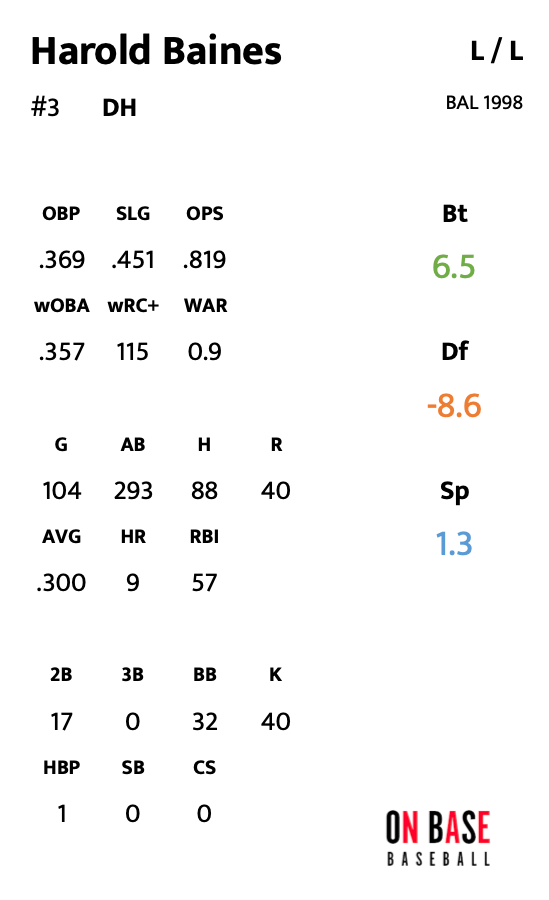 Harold Baines L / L
#3 DH BAL 1998
OBP SLG OPS Bt
.369 .451 .819 6.5
wOBA wRC+ WAR
.357 115 0.9 Df
-8.6
G AB H R
104 293 88 40 Sp
AVG HR RBI 1.3
.300 9 57
2B 3B BB K
17 0 32 40
HBP SB CS
1 0 0
ON BASE
BASEBALL